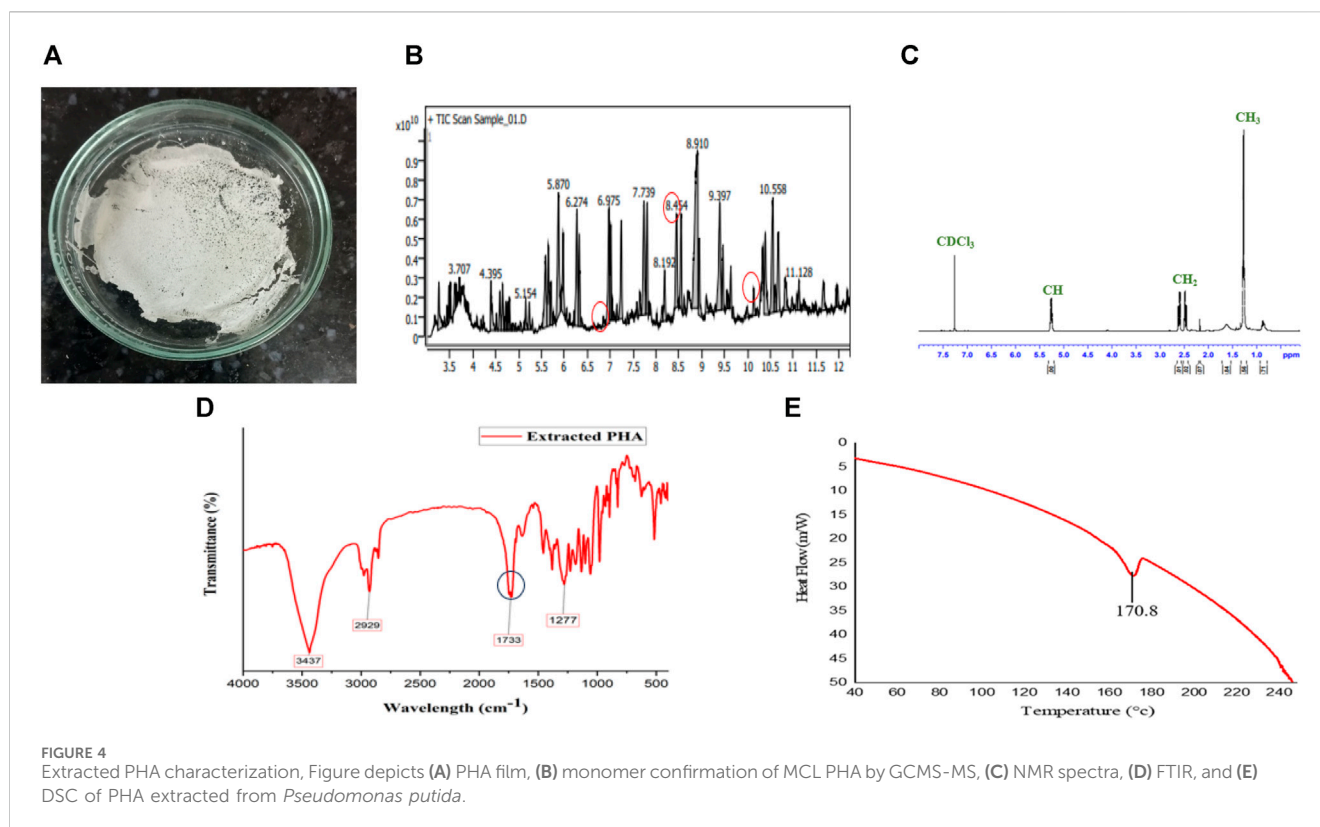 A
B
C
+ TIC Scan Sample_01.D
x10^10
0.9
0.8
0.7
0.6
0.5
0.4
0.3
0.2
0.1
0
3.707
4.395
5.154
5.870
6.274
6.975
7.739
8.192
8.454
8.910
9.397
10.558
11.128
3.5 4 4.5 5 5.5 6 6.5 7 7.5 8 8.5 9 9.5 10 10.5 11 11.5 12
CDCl₃
CH
CH₂
CH₃
7.5 7.0 6.5 6.0 5.5 5.0 4.5 4.0 3.5 3.0 2.5 2.0 1.5 1.0 ppm
D
E
Extracted PHA
Transmittance (%)
3437
2929
1733
1277
4000 3500 3000 2500 2000 1500 1000 500
Wavelength (cm⁻¹)
Heat Flow (mW)
0
5
10
15
20
25
30
35
40
45
50
170.8
40 60 80 100 120 140 160 180 200 220 240
Temperature (°c)
FIGURE 4
Extracted PHA characterization, Figure depicts (A) PHA film, (B) monomer confirmation of MCL PHA by GCMS-MS, (C) NMR spectra, (D) FTIR, and (E)
DSC of PHA extracted from Pseudomonas putida.